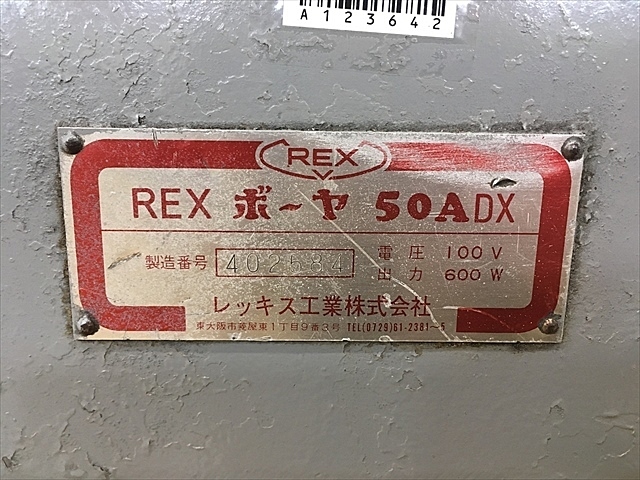 A123642
REX
REX ボーヤ 50ADX
製造番号 402584 電圧 100V
出力 600W
レッキス工業株式会社
東大阪市菱屋東1丁目9番3号 TEL(0729)61-2381~5